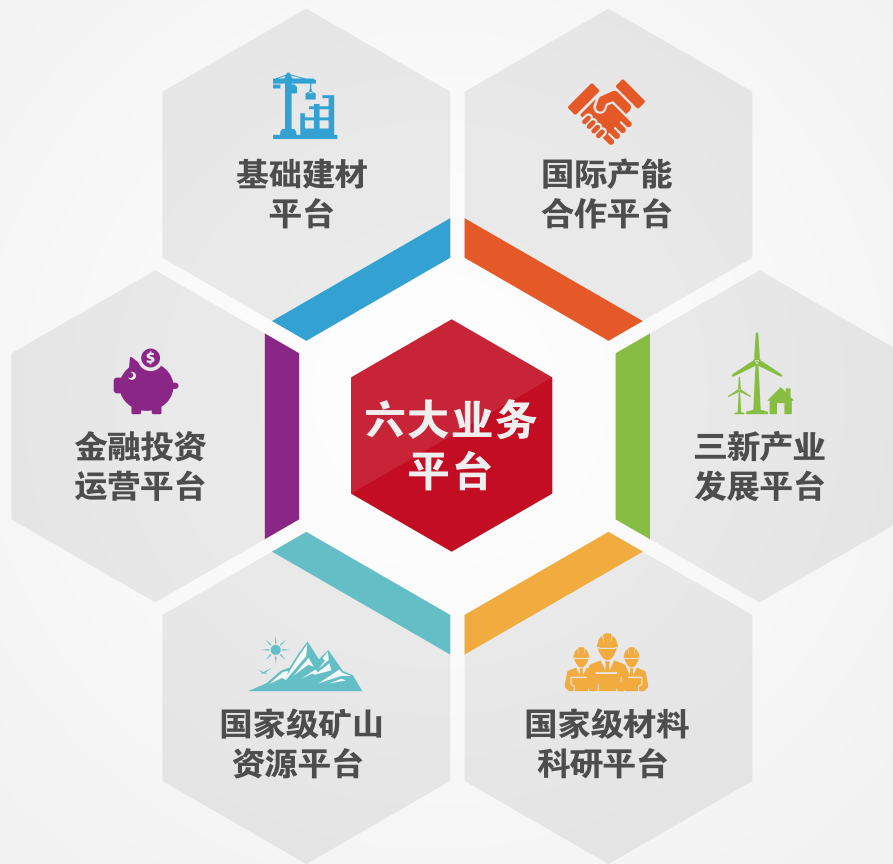 基础建材
平台
国际产能
合作平台
金融投资
运营平台
六大业务
平台
三新产业
发展平台
国家级矿山
资源平台
国家级材料
科研平台